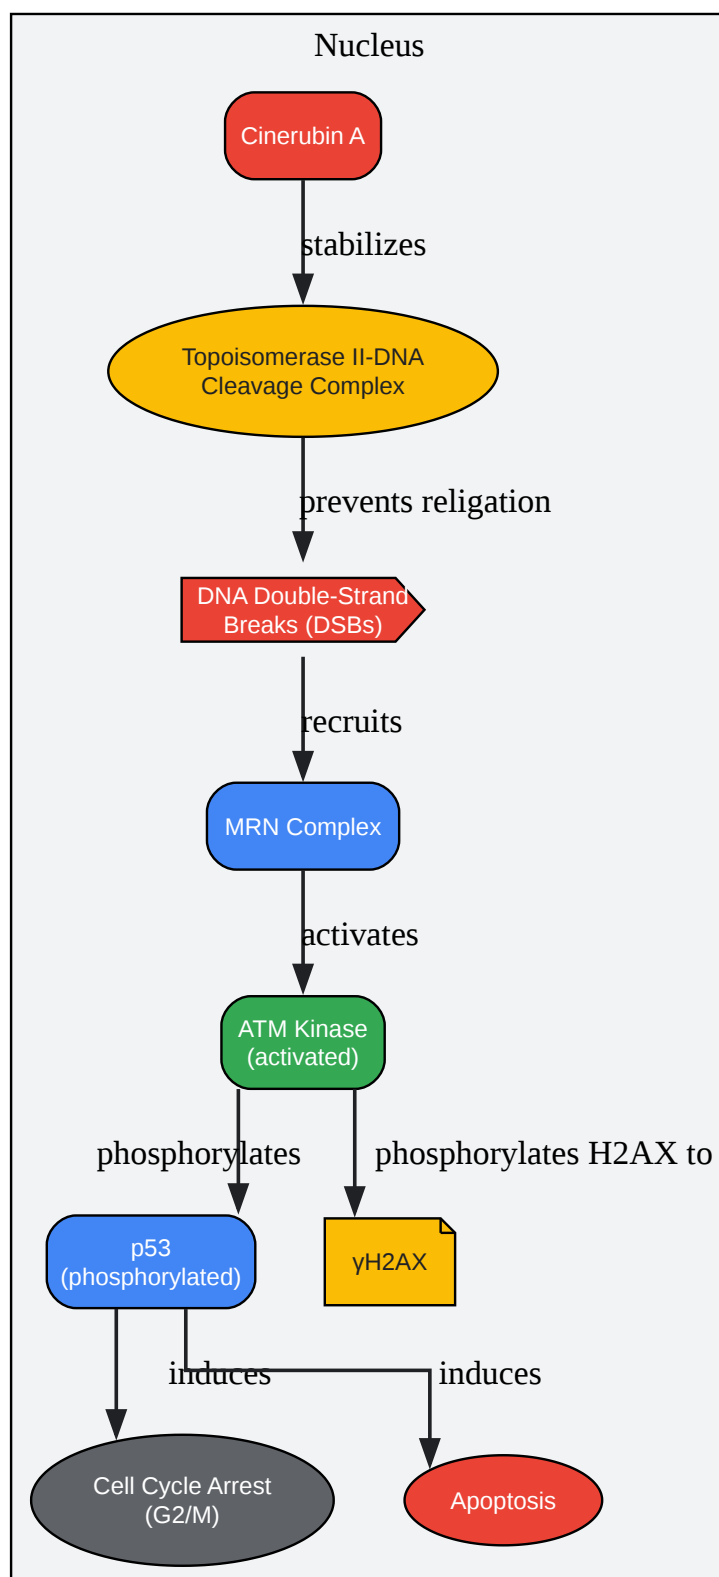 Nucleus
Cinerubin A
stabilizes
Topoisomerase II-DNA
Cleavage Complex
prevents religation
DNA Double-Strand
Breaks (DSBs)
recruits
MRN Complex
activates
ATM Kinase
(activated)
phosphorylates
phosphorylates H2AX to
p53
(phosphorylated)
γH2AX
induces
induces
Cell Cycle Arrest
(G2/M)
Apoptosis